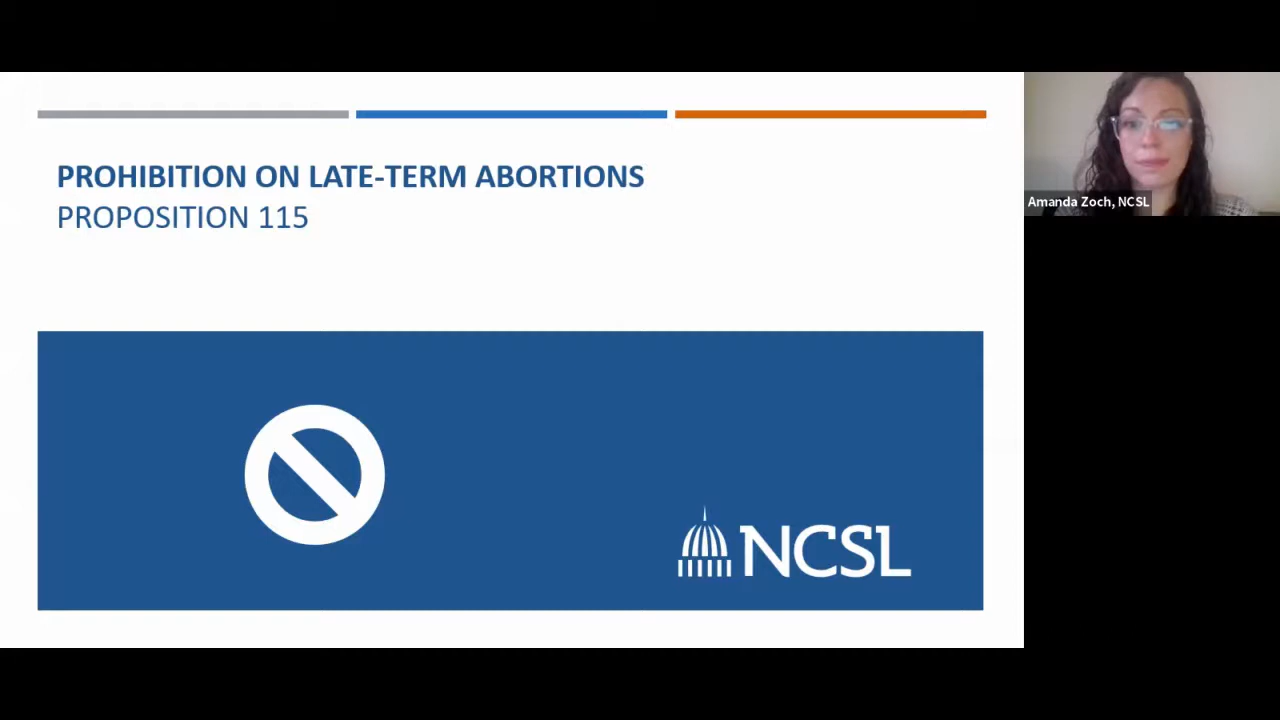 PROHIBITION ON LATE-TERM ABORTIONS
PROPOSITION 115
Amanda Zoch, NCSL
NCSL